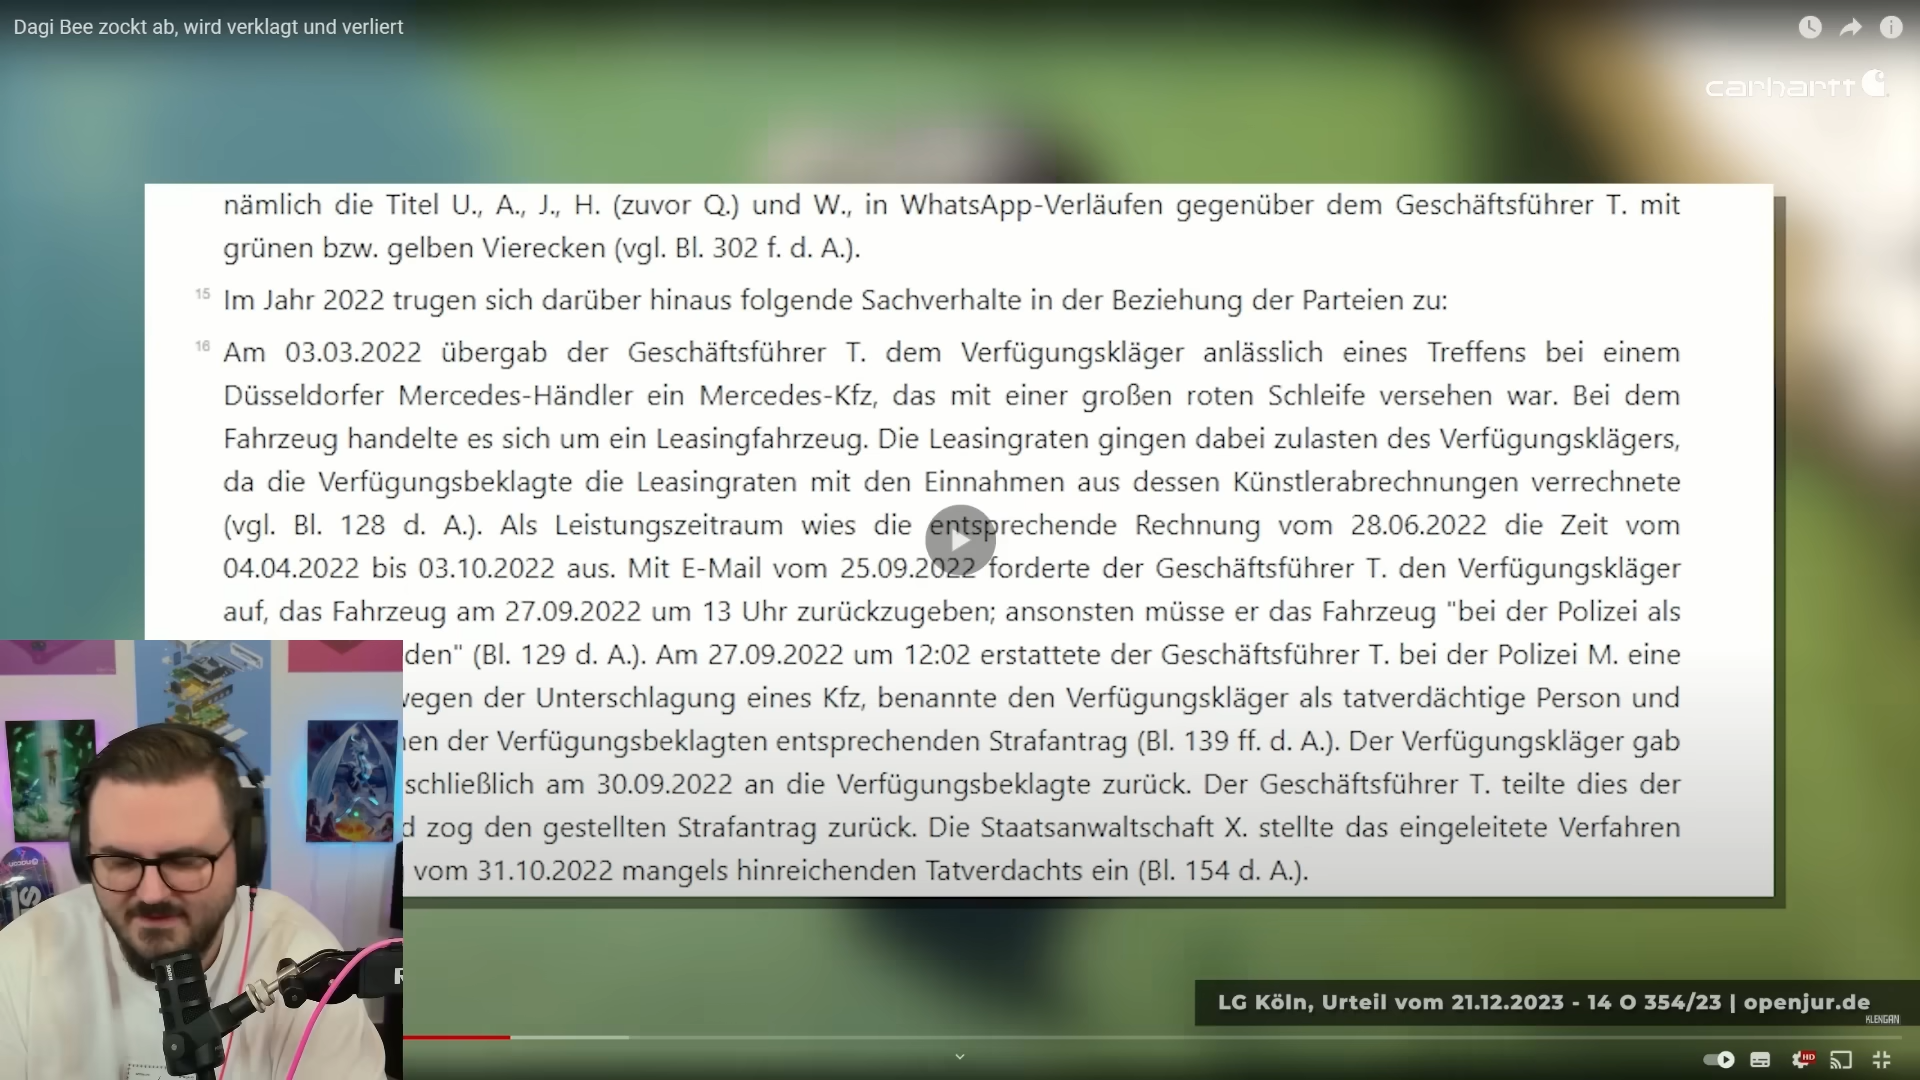 Dagi Bee zockt ab, wird verklagt und verliert
carhartt
nämlich die Titel U., A., J., H. (zuvor Q.) und W., in WhatsApp-Verläufen gegenüber dem Geschäftsführer T. mit
grünen bzw. gelben Vierecken (vgl. Bl. 302 f. d. A.).
15 Im Jahr 2022 trugen sich darüber hinaus folgende Sachverhalte in der Beziehung der Parteien zu:
16 Am 03.03.2022 übergab der Geschäftsführer T. dem Verfügungskläger anlässlich eines Treffens bei einem
Düsseldorfer Mercedes-Händler ein Mercedes-Kfz, das mit einer großen roten Schleife versehen war. Bei dem
Fahrzeug handelte es sich um ein Leasingfahrzeug. Die Leasingraten gingen dabei zulasten des Verfügungsklägers,
da die Verfügungsbeklagte die Leasingraten mit den Einnahmen aus dessen Künstlerabrechnungen verrechnete
(vgl. Bl. 128 d. A.). Als Leistungszeitraum wies die entsprechende Rechnung vom 28.06.2022 die Zeit vom
04.04.2022 bis 03.10.2022 aus. Mit E-Mail vom 25.09.2022 forderte der Geschäftsführer T. den Verfügungskläger
auf, das Fahrzeug am 27.09.2022 um 13 Uhr zurückzugeben; ansonsten müsse er das Fahrzeug "bei der Polizei als
den" (Bl. 129 d. A.). Am 27.09.2022 um 12:02 erstattete der Geschäftsführer T. bei der Polizei M. eine
wegen der Unterschlagung eines Kfz, benannte den Verfügungskläger als tatverdächtige Person und
en der Verfügungsbeklagten entsprechenden Strafantrag (Bl. 139 ff. d. A.). Der Verfügungskläger gab
schließlich am 30.09.2022 an die Verfügungsbeklagte zurück. Der Geschäftsführer T. teilte dies der
d zog den gestellten Strafantrag zurück. Die Staatsanwaltschaft X. stellte das eingeleitete Verfahren
vom 31.10.2022 mangels hinreichenden Tatverdachts ein (Bl. 154 d. A.).
LG Köln, Urteil vom 21.12.2023 - 14 O 354/23 | openjur.de
KLENGAN
HD